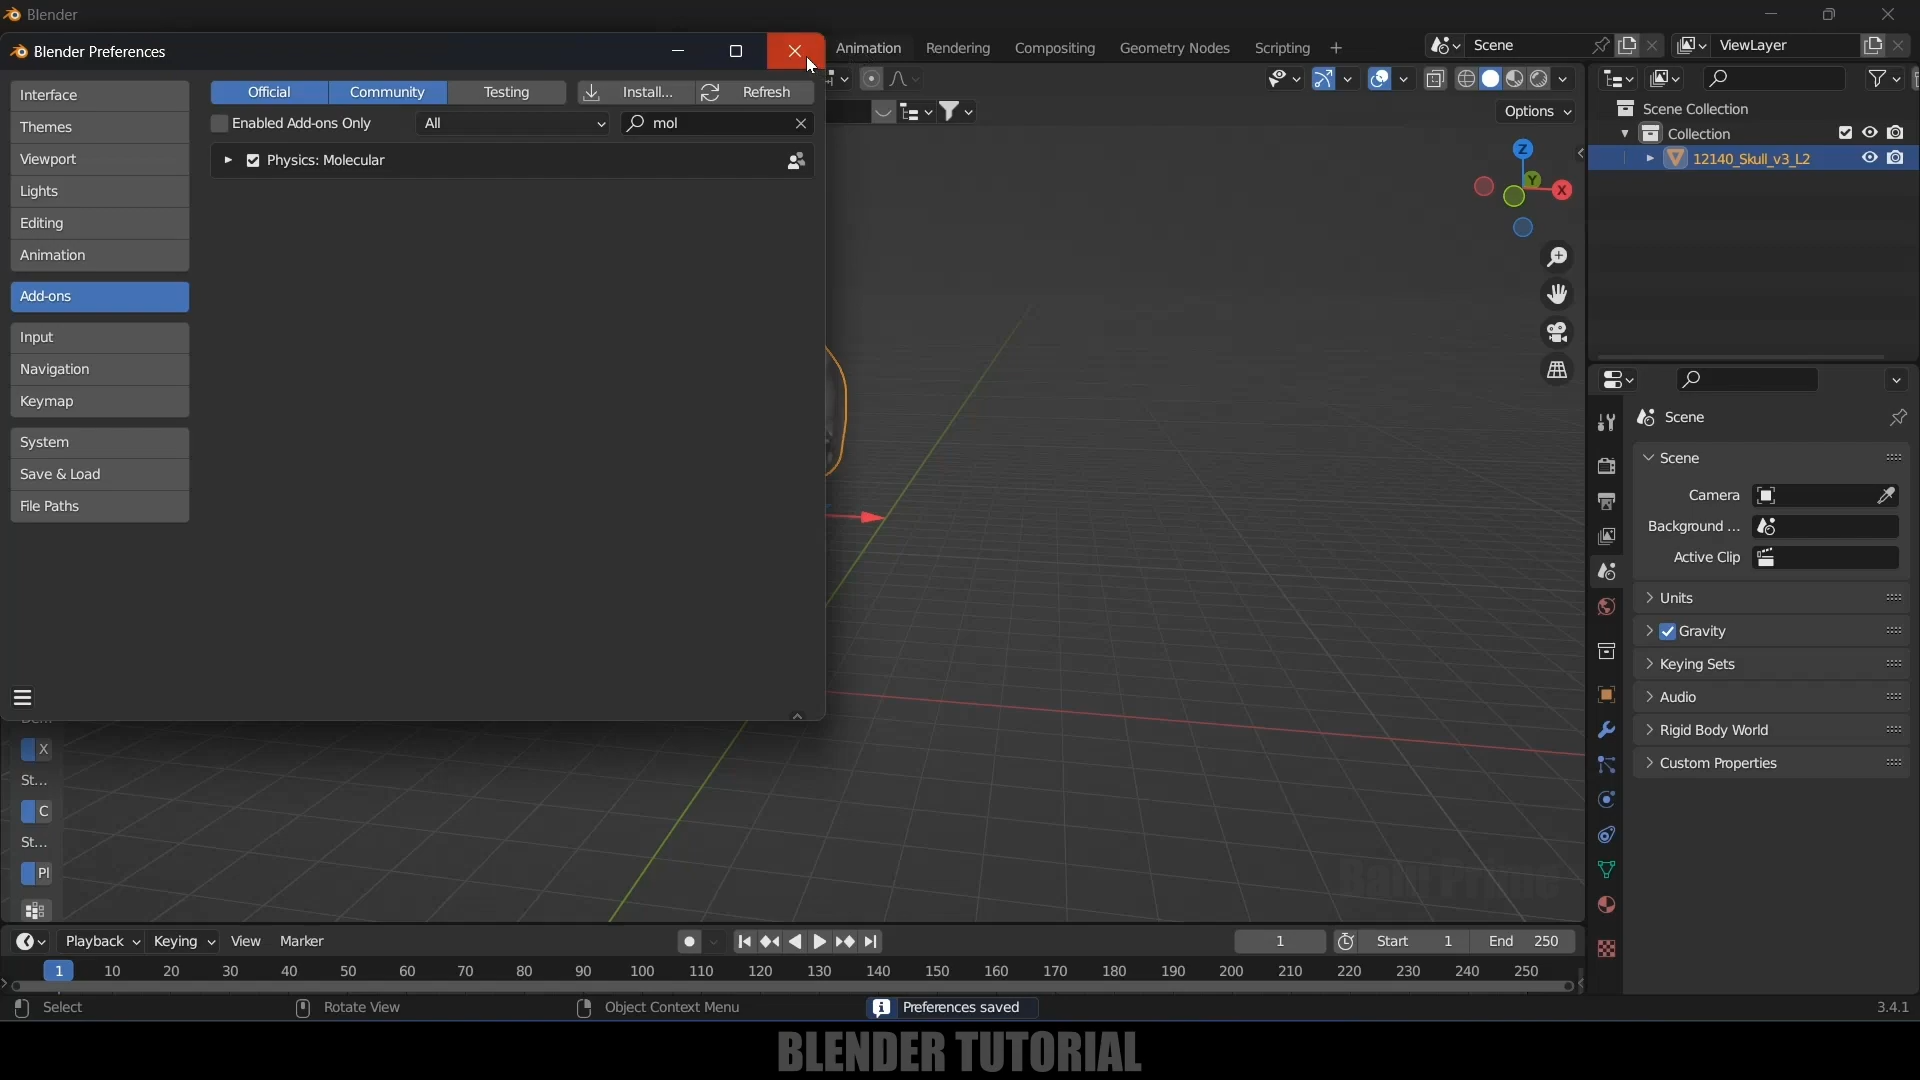 Blender
Blender Preferences
Animation
Rendering
Compositing
Geometry Nodes
Scripting
Scene
ViewLayer
Interface
Themes
Viewport
Lights
Editing
Animation
Add-ons
Input
Navigation
Keymap
System
Save & Load
File Paths
Official
Community
Testing
Install...
Refresh
Enabled Add-ons Only
All
mol
Physics: Molecular
Options
Z
Y
X
Scene Collection
Collection
12140_Skull_v3_L2
Scene
Scene
Camera
Background ...
Active Clip
Units
Gravity
Keying Sets
Audio
Rigid Body World
Custom Properties
X
St...
C
St...
Pl
Playback
Keying
View
Marker
1
Start 1
End 250
1 10 20 30 40 50 60 70 80 90 100 110 120 130 140 150 160 170 180 190 200 210 220 230 240 250
Select
Rotate View
Object Context Menu
Preferences saved
3.4.1
BLENDER TUTORIAL